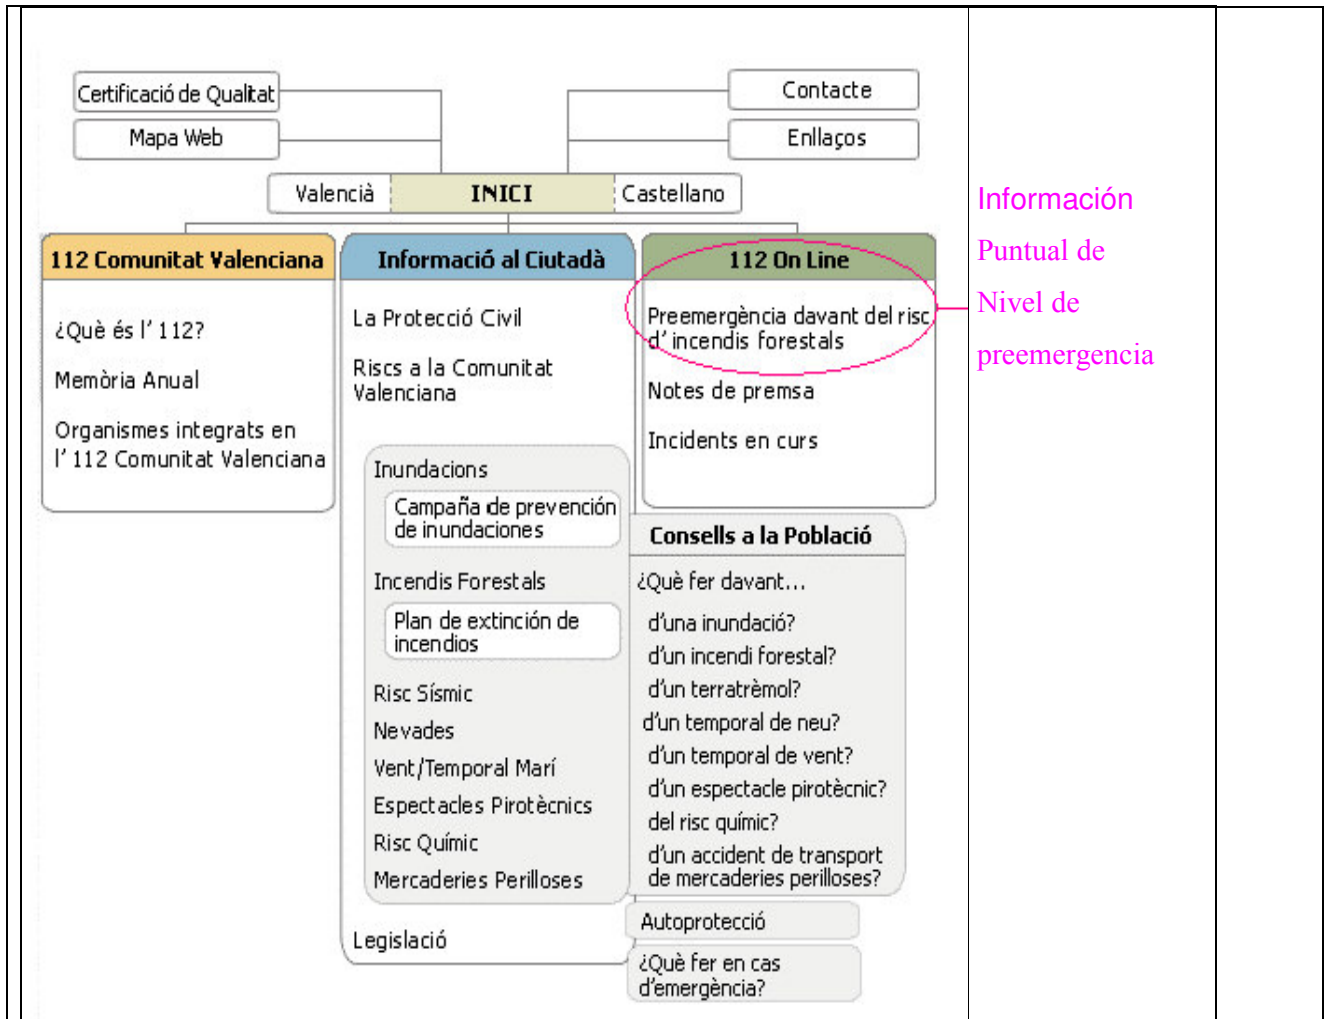 Certificació de Qualitat
Mapa Web
Contacte
Enllaços
Valencià
INICI
Castellano
112 Comunitat Valenciana
¿Què és l' 112?
Memòria Anual
Organismes integrats en
l' 112 Comunitat Valenciana
Informació al Ciutadà
La Protecció Civil
Riscs a la Comunitat
Valenciana
Inundacions
Campaña de prevención
de inundaciones
Incendis Forestals
Plan de extinción de
incendios
Risc Sísmic
Nevades
Vent/Temporal Marí
Espectacles Pirotècnics
Risc Químic
Mercaderies Perilloses
Legislació
112 On Line
Preemergència davant del risc
d' incendis forestals
Notes de premsa
Incidents en curs
Consells a la Població
¿Què fer davant...
d'una inundació?
d'un incendi forestal?
d'un terratrèmol?
d'un temporal de neu?
d'un temporal de vent?
d'un espectacle pirotècnic?
del risc químic?
d'un accident de transport
de mercaderies perilloses?
Autoprotecció
¿Què fer en cas
d'emergència?
Información
Puntual de
Nivel de
preemergencia